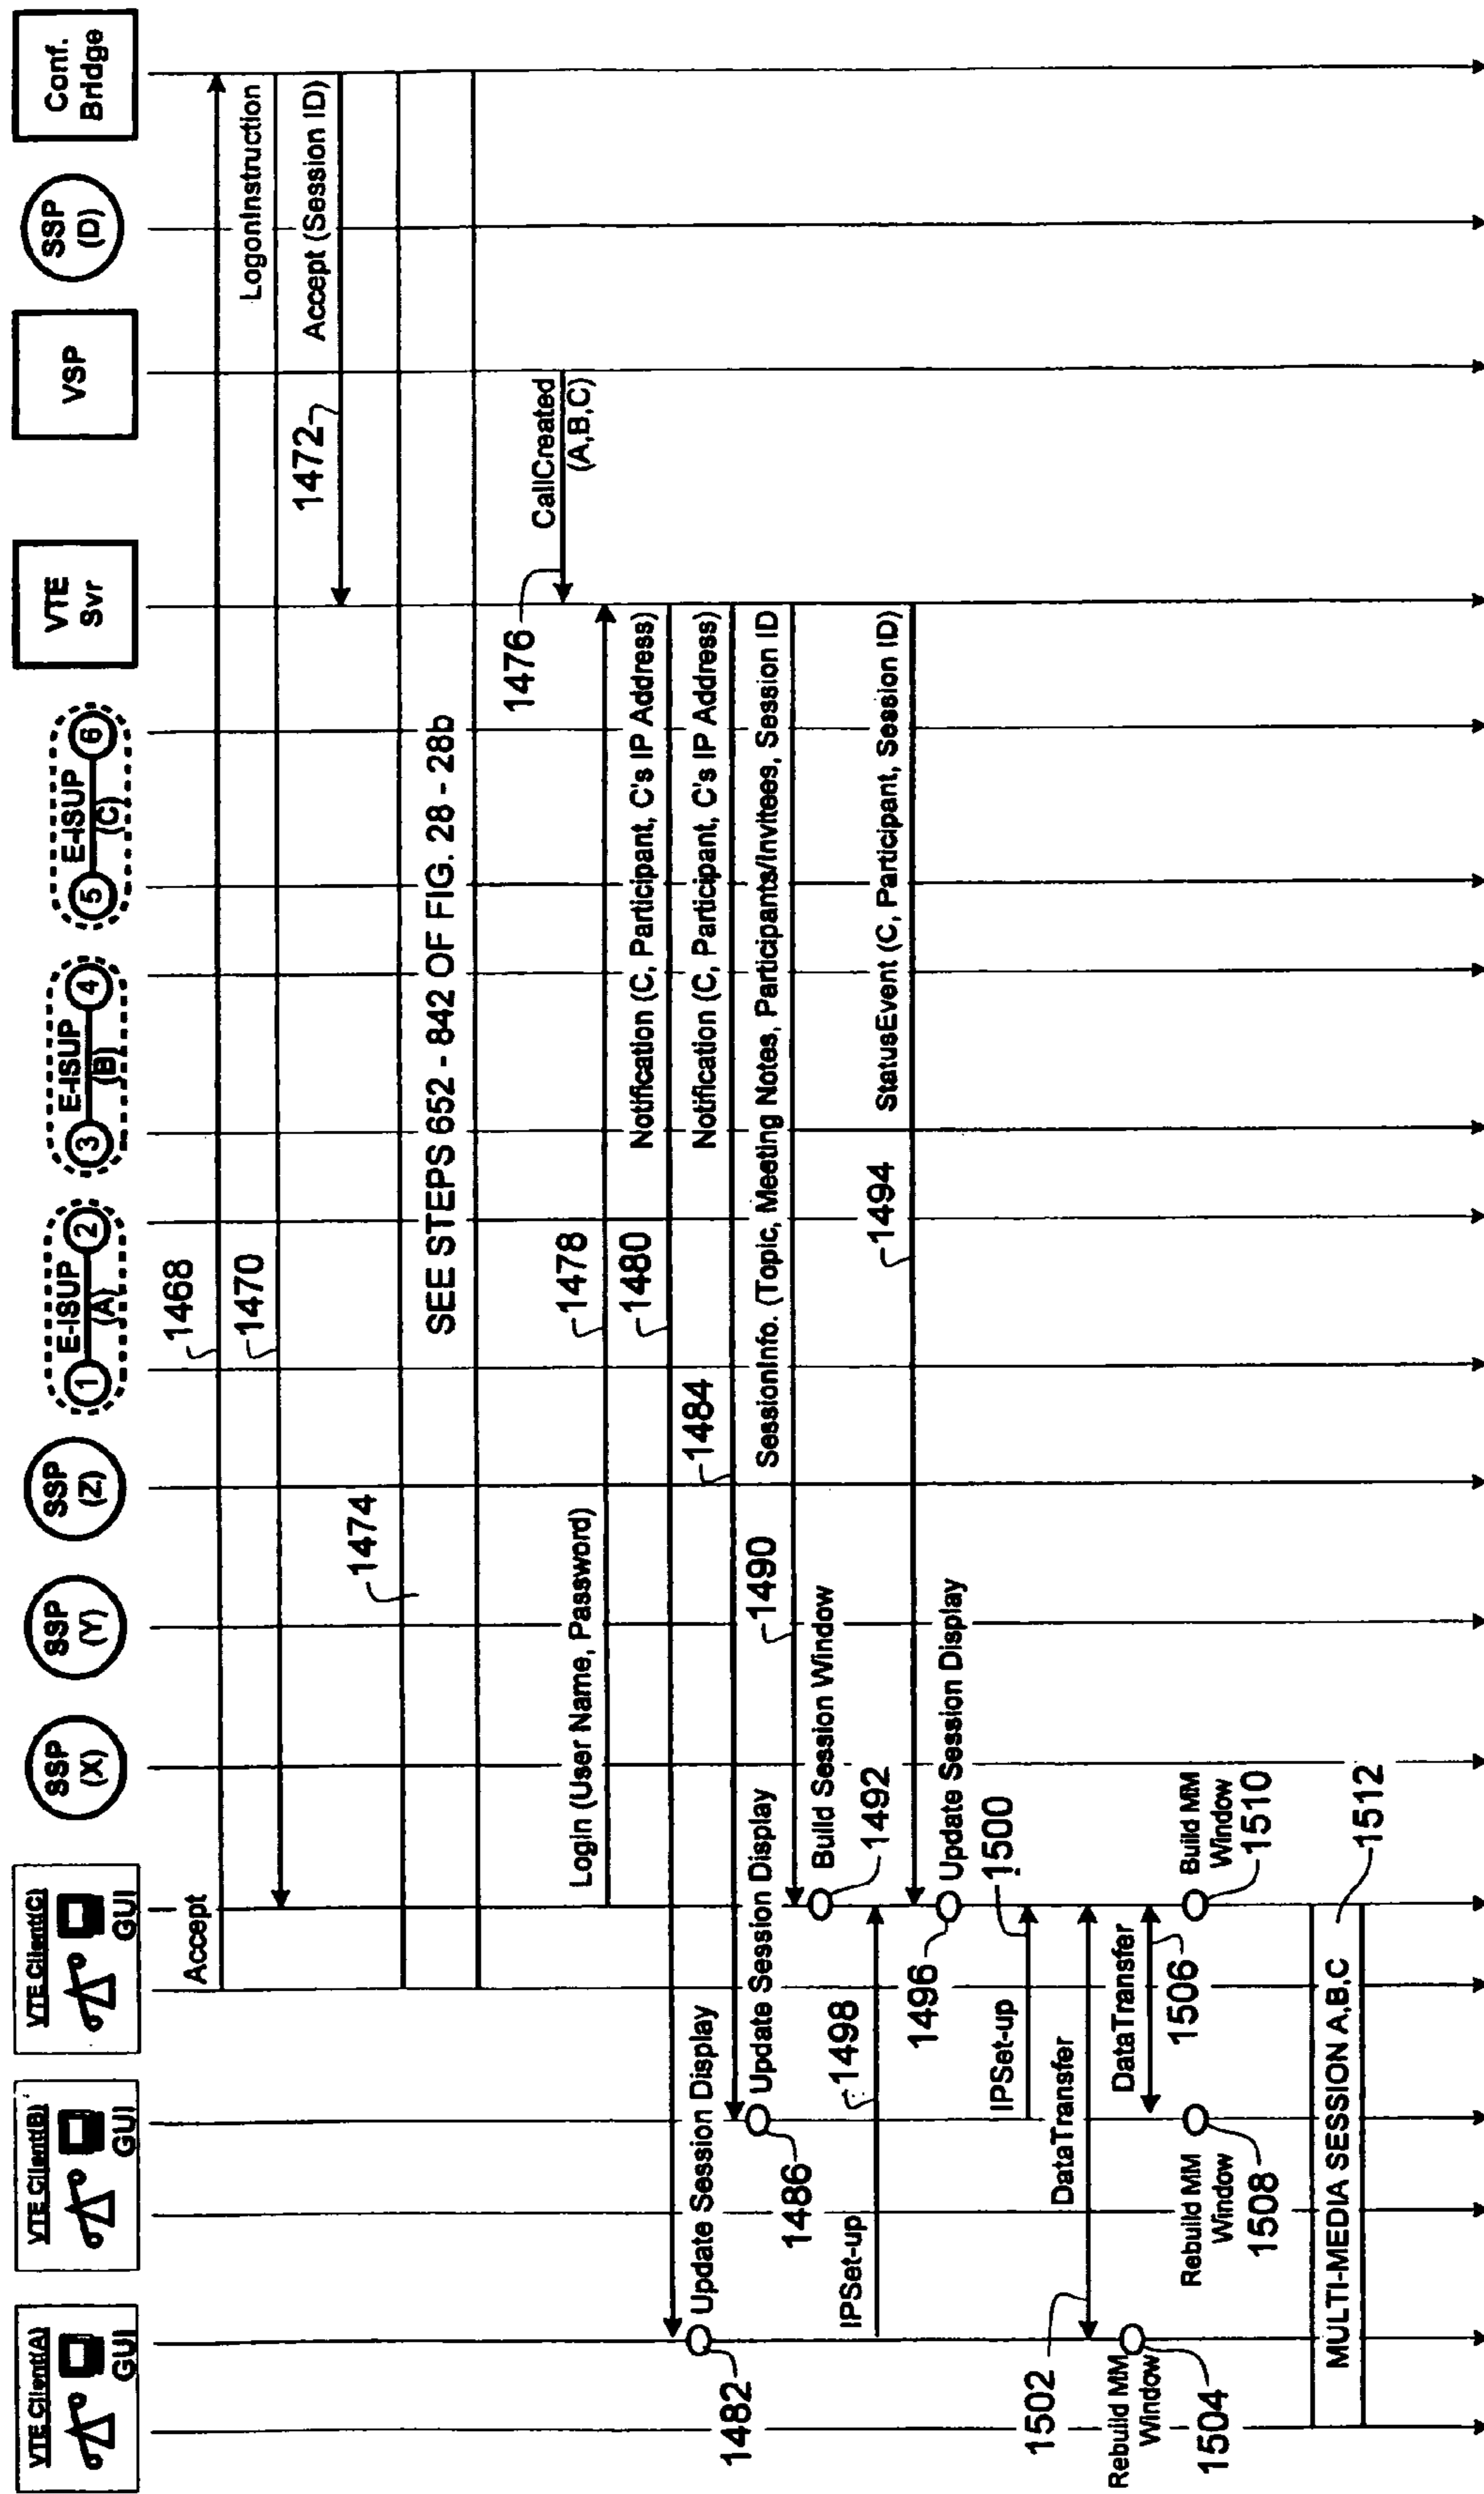 VTE Client(A)
GUI
VTE Client(B)
GUI
VTE Client(C)
GUI
SSP
(X)
SSP
(Y)
SSP
(Z)
1
E-ISUP
(A)
2
3
E-ISUP
(B)
4
5
E-ISUP
(C)
6
VTE
Svr
VSP
SSP
(D)
Conf.
Bridge
Accept
1468
LogonInstruction
1470
Accept (Session ID)
1472
1474
SEE STEPS 652 - 842 OF FIG. 28 - 28b
CallCreated
(A,B,C)
1476
Login (User Name, Password)
1478
Notification (C, Participant, C's IP Address)
1480
Update Session Display
1482
Notification (C, Participant, C's IP Address)
1484
Update Session Display
1486
SessionInfo. (Topic, Meeting Notes, Participants/Invitees, Session ID
1490
Build Session Window
1492
IPSet-up
1498
StatusEvent (C, Participant, Session ID)
1494
Update Session Display
1496
IPSet-up
1500
DataTransfer
1502
Rebuild MM
Window
1504
DataTransfer
1506
Rebuild MM
Window
1508
Build MM
Window
1510
MULTI-MEDIA SESSION A,B,C
1512